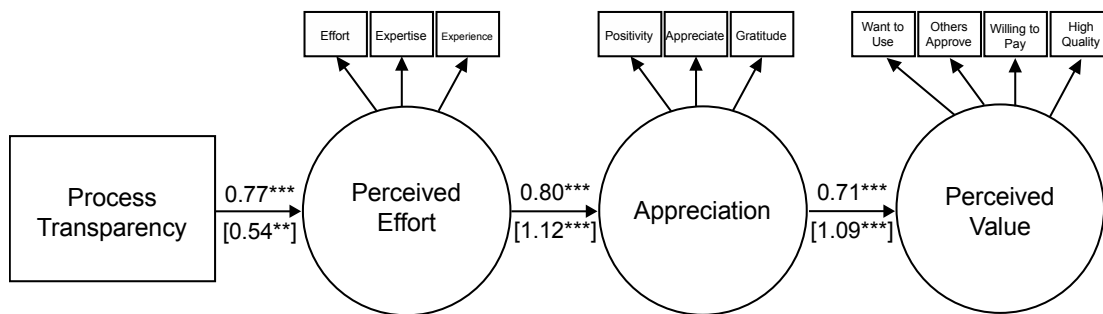 Effort
Expertise
Experience
Positivity
Appreciate
Gratitude
Want to
Use
Others
Approve
Willing to
Pay
High
Quality
Process
Transparency
0.77***
[0.54**]
Perceived
Effort
0.80***
[1.12***]
Appreciation
0.71***
[1.09***]
Perceived
Value